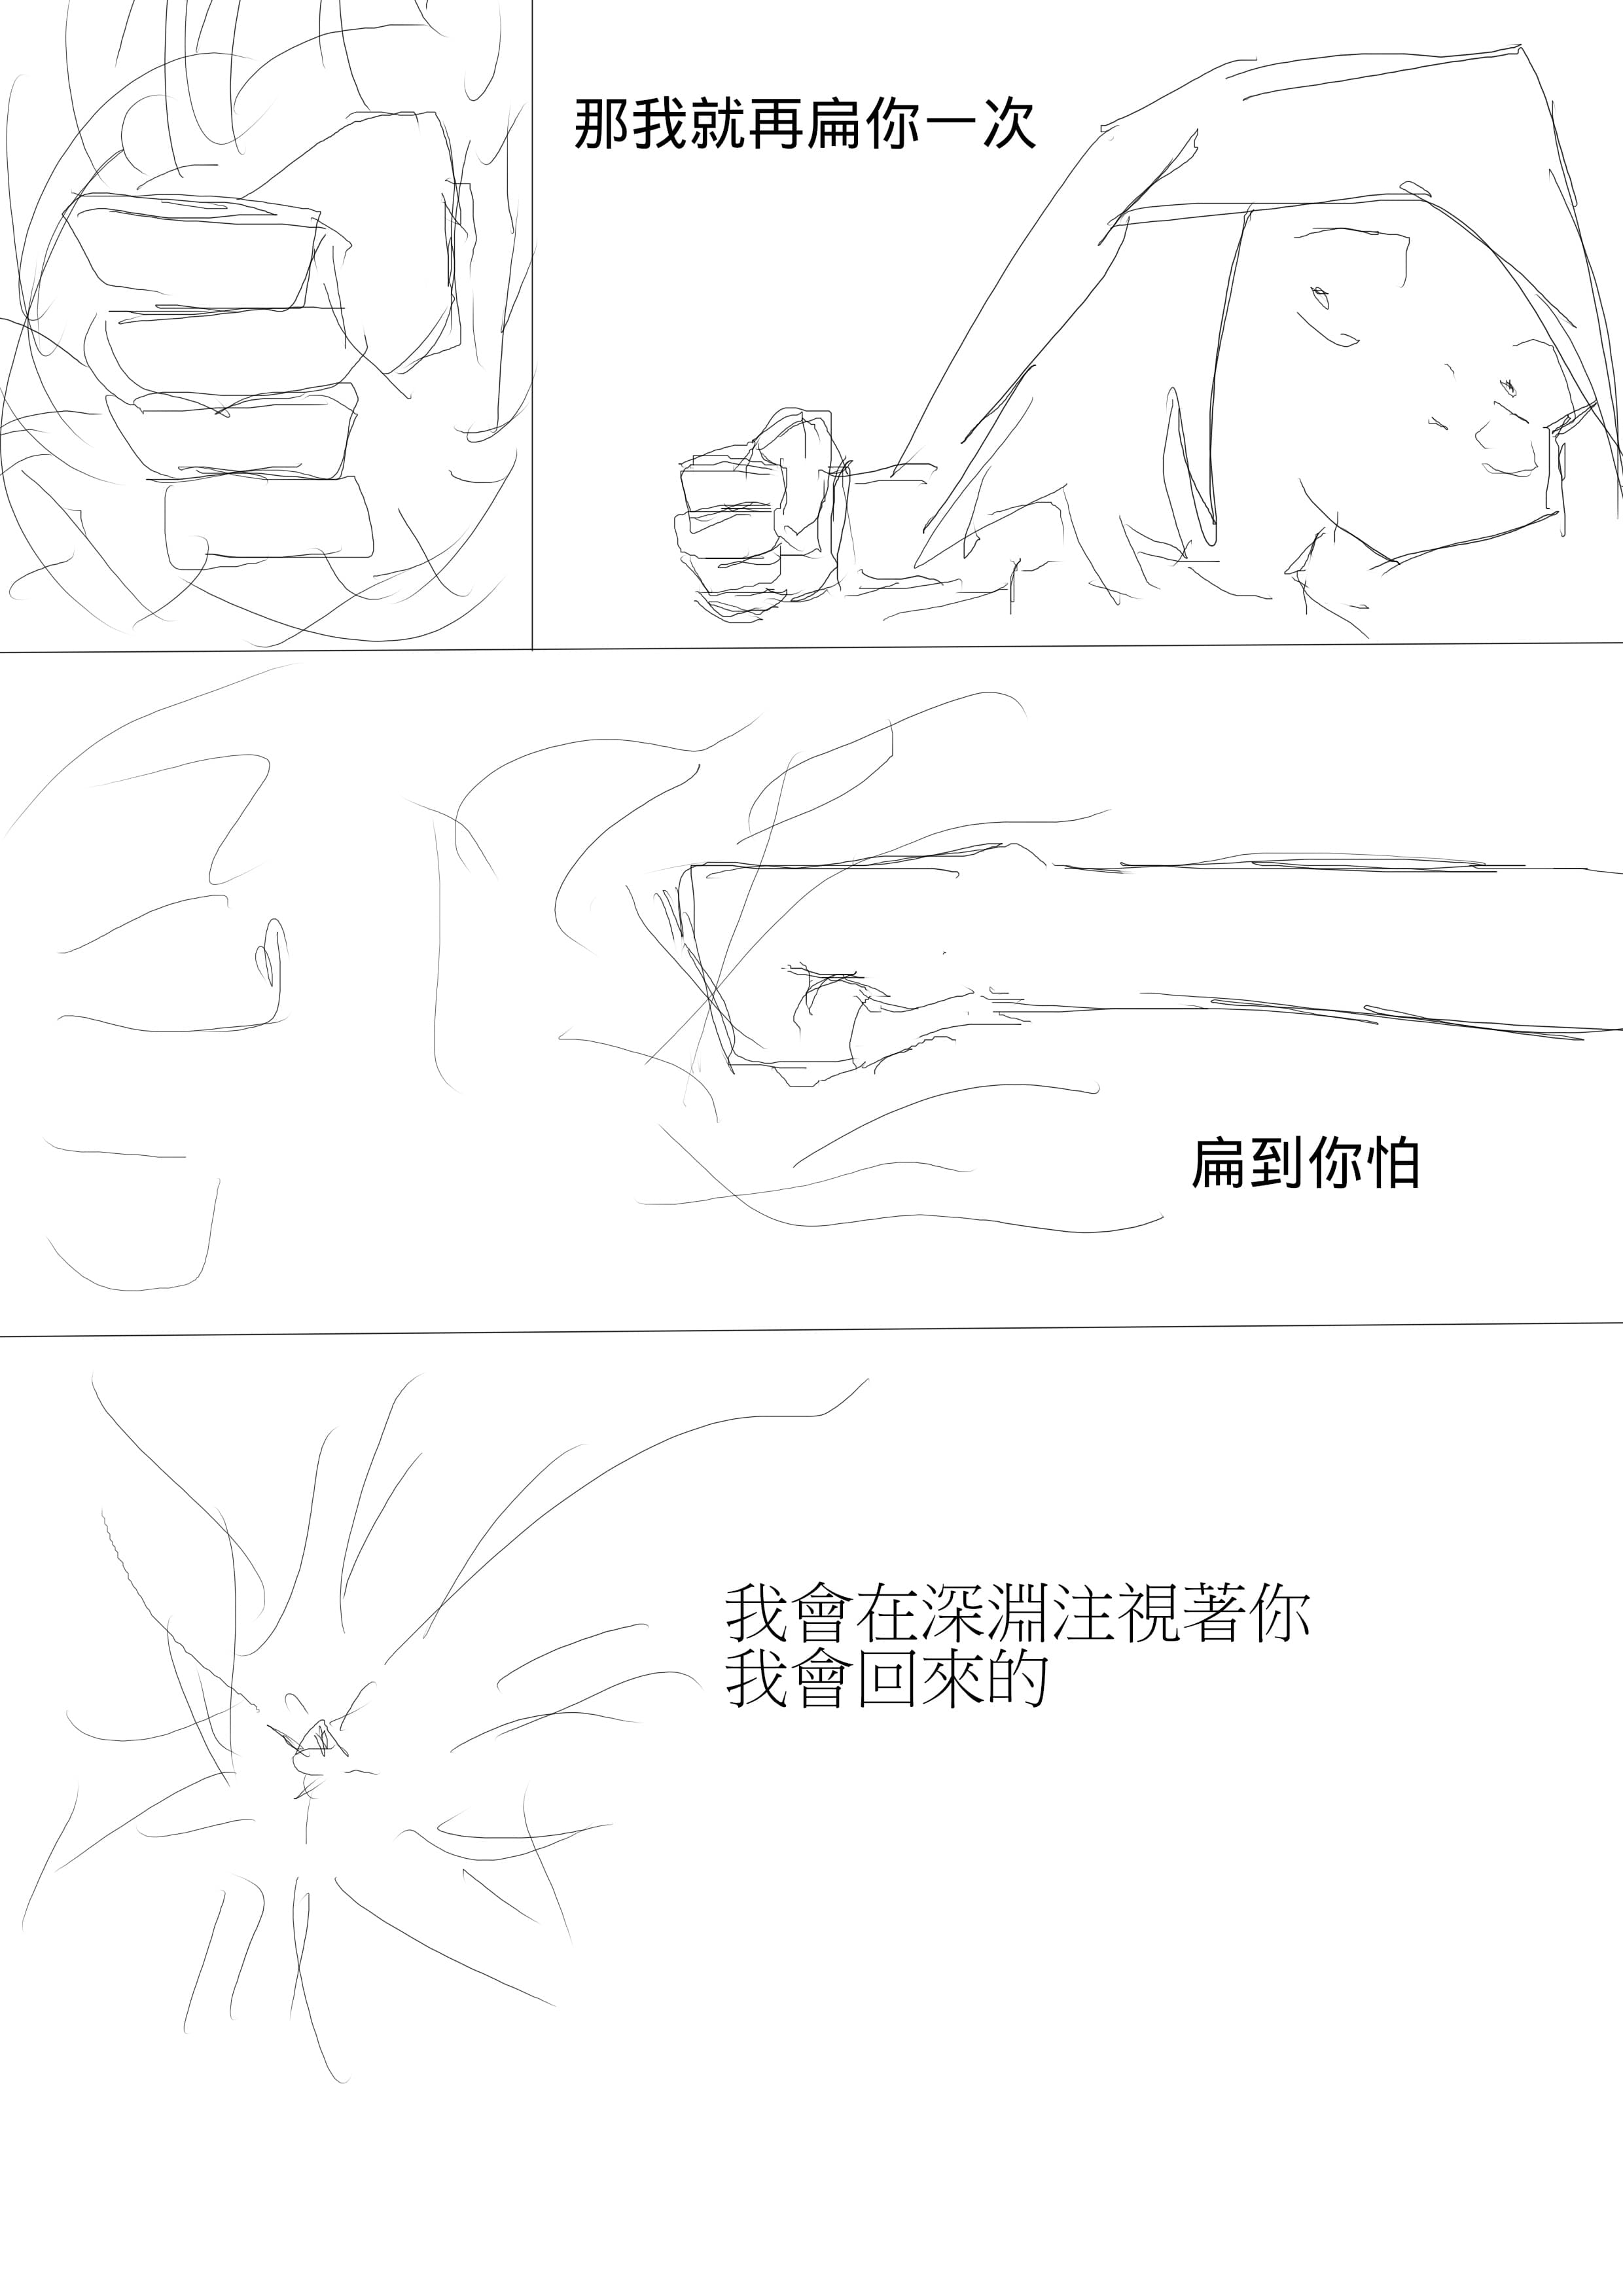 那我就再扁你一次
扁到你怕
我會在深淵注視著你
我會回來的